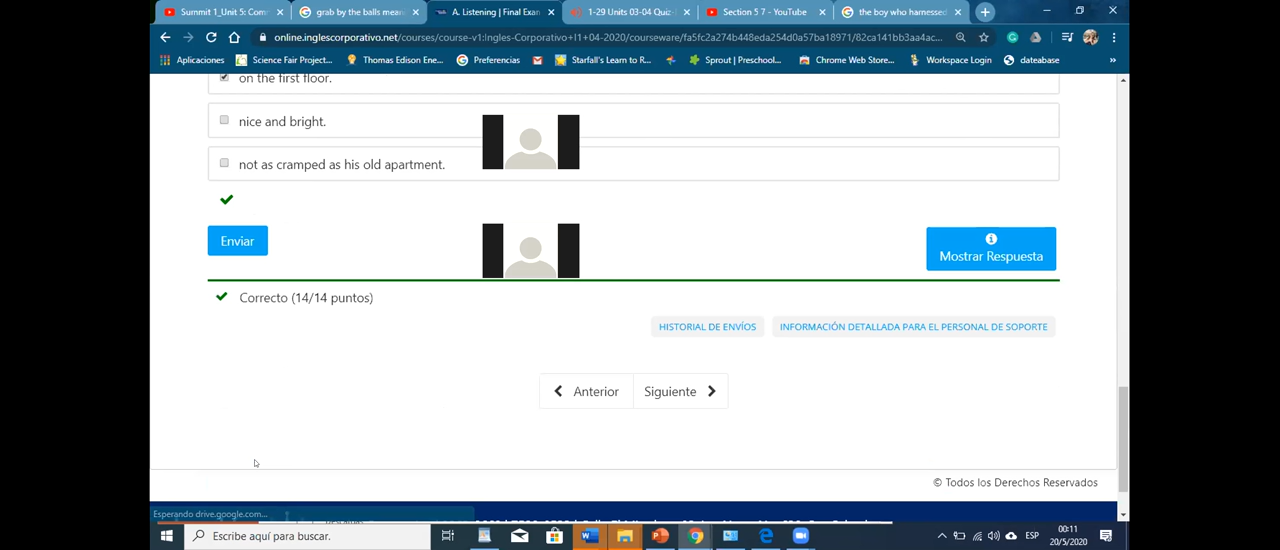 Summit 1_Unit 5: Com
grab by the balls mean
A. Listening | Final Exan
1-29 Units 03-04 Quiz-
Section 5 7 - YouTube
the boy who harnessed
online.inglescorporativo.net/courses/course-v1:Ingles-Corporativo+I1+04-2020/courseware/fa5fc2a274b448eda254d0a57ba18971/82ca141bb3aa4ac...
Aplicaciones
Science Fair Project...
Thomas Edison Ene...
Preferencias
Starfall's Learn to R...
Sprout | Preschool...
Chrome Web Store...
Workspace Login
dateabase
on the first floor.
nice and bright.
not as cramped as his old apartment.
Enviar
Mostrar Respuesta
Correcto (14/14 puntos)
HISTORIAL DE ENVÍOS
INFORMACIÓN DETALLADA PARA EL PERSONAL DE SOPORTE
Anterior
Siguiente
© Todos los Derechos Reservados
Esperando drive.google.com...
Escribe aquí para buscar.
ESP
00:11
20/5/2020